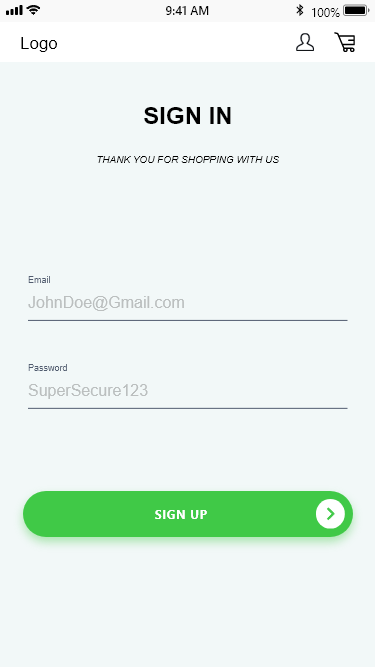 9:41 AM 100%
Logo
SIGN IN
THANK YOU FOR SHOPPING WITH US
Email
JohnDoe@Gmail.com
Password
SuperSecure123
SIGN UP